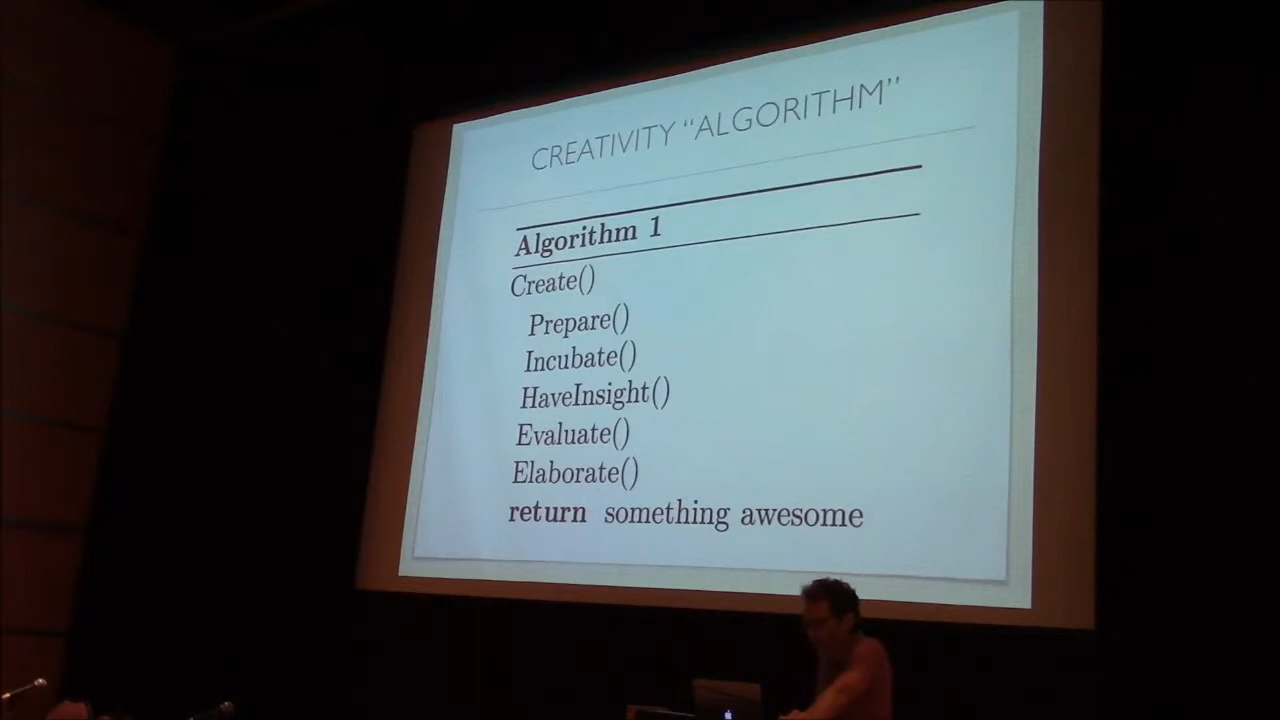 CREATIVITY “ALGORITHM”
Algorithm 1
Create()
Prepare()
Incubate()
HaveInsight()
Evaluate()
Elaborate()
return something awesome